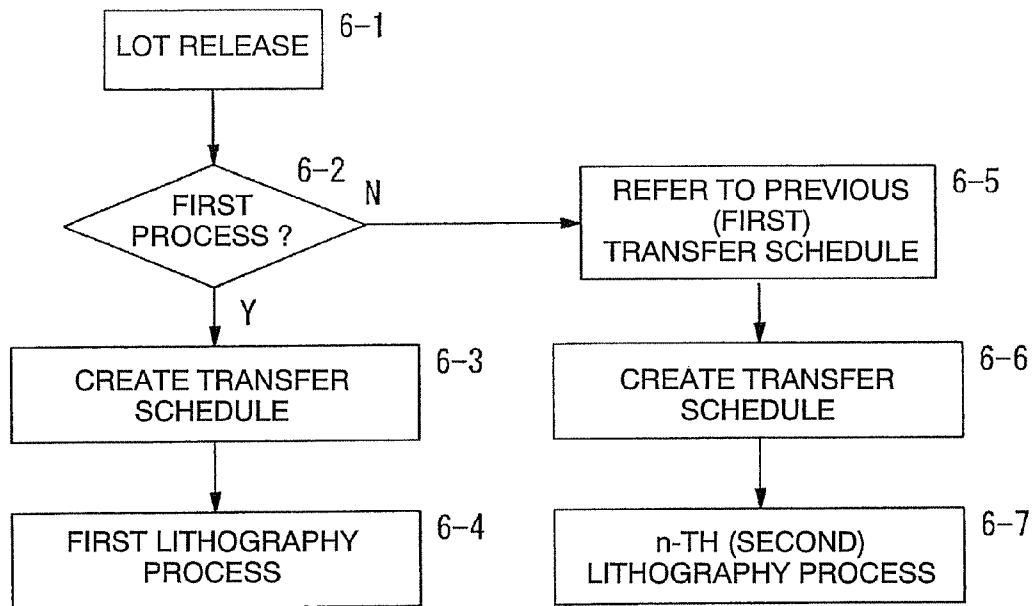 LOT RELEASE
6-1
6-2
FIRST
PROCESS ?
N
Y
CREATE TRANSFER
SCHEDULE
6-3
FIRST LITHOGRAPHY
PROCESS
6-4
REFER TO PREVIOUS
(FIRST)
TRANSFER SCHEDULE
6-5
CREATE TRANSFER
SCHEDULE
6-6
n-TH (SECOND)
LITHOGRAPHY PROCESS
6-7